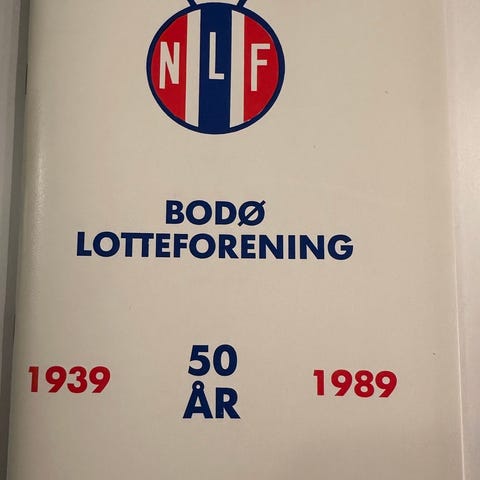 NLF
BODØ
LOTTEFORENING
1939 50 1989
ÅR